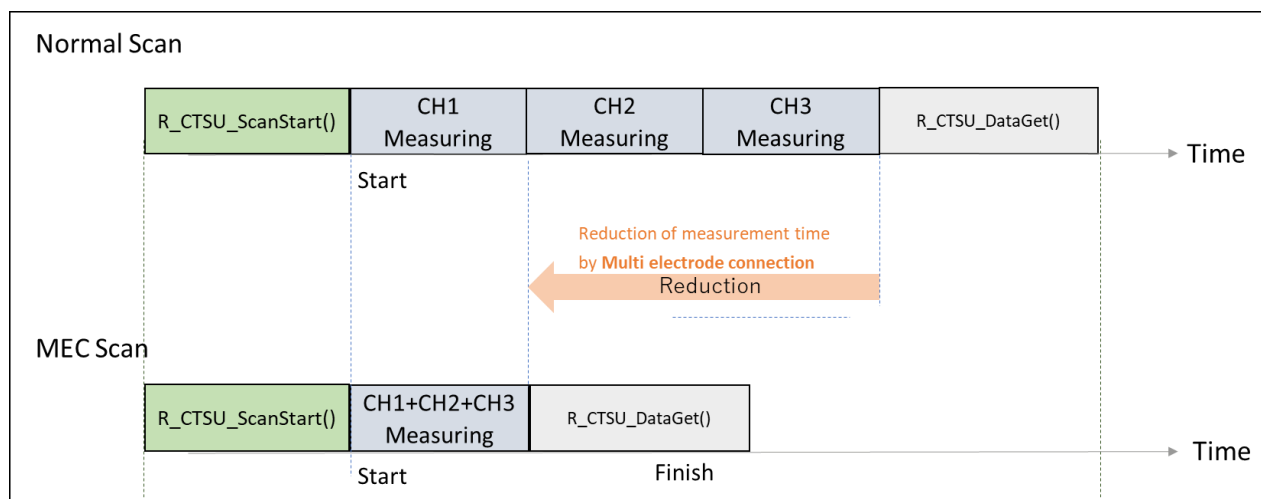 Normal Scan
R_CTSU_ScanStart()
CH1
Measuring
CH2
Measuring
CH3
Measuring
R_CTSU_DataGet()
Time
Start
Reduction of measurement time
by Multi electrode connection
Reduction
MEC Scan
R_CTSU_ScanStart()
CH1+CH2+CH3
Measuring
R_CTSU_DataGet()
Time
Start
Finish